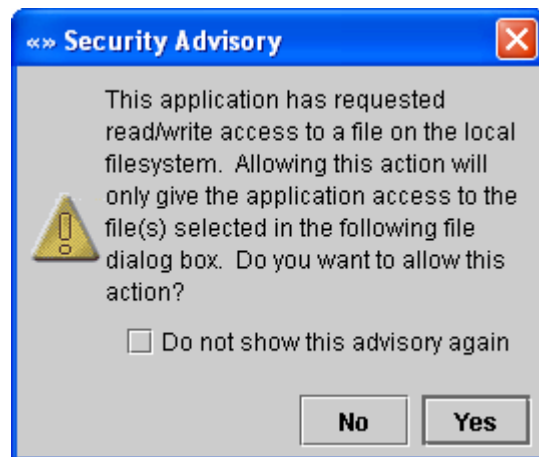 «» Security Advisory
This application has requested
read/write access to a file on the local
filesystem. Allowing this action will
only give the application access to the
file(s) selected in the following file
dialog box. Do you want to allow this
action?
Do not show this advisory again
No Yes